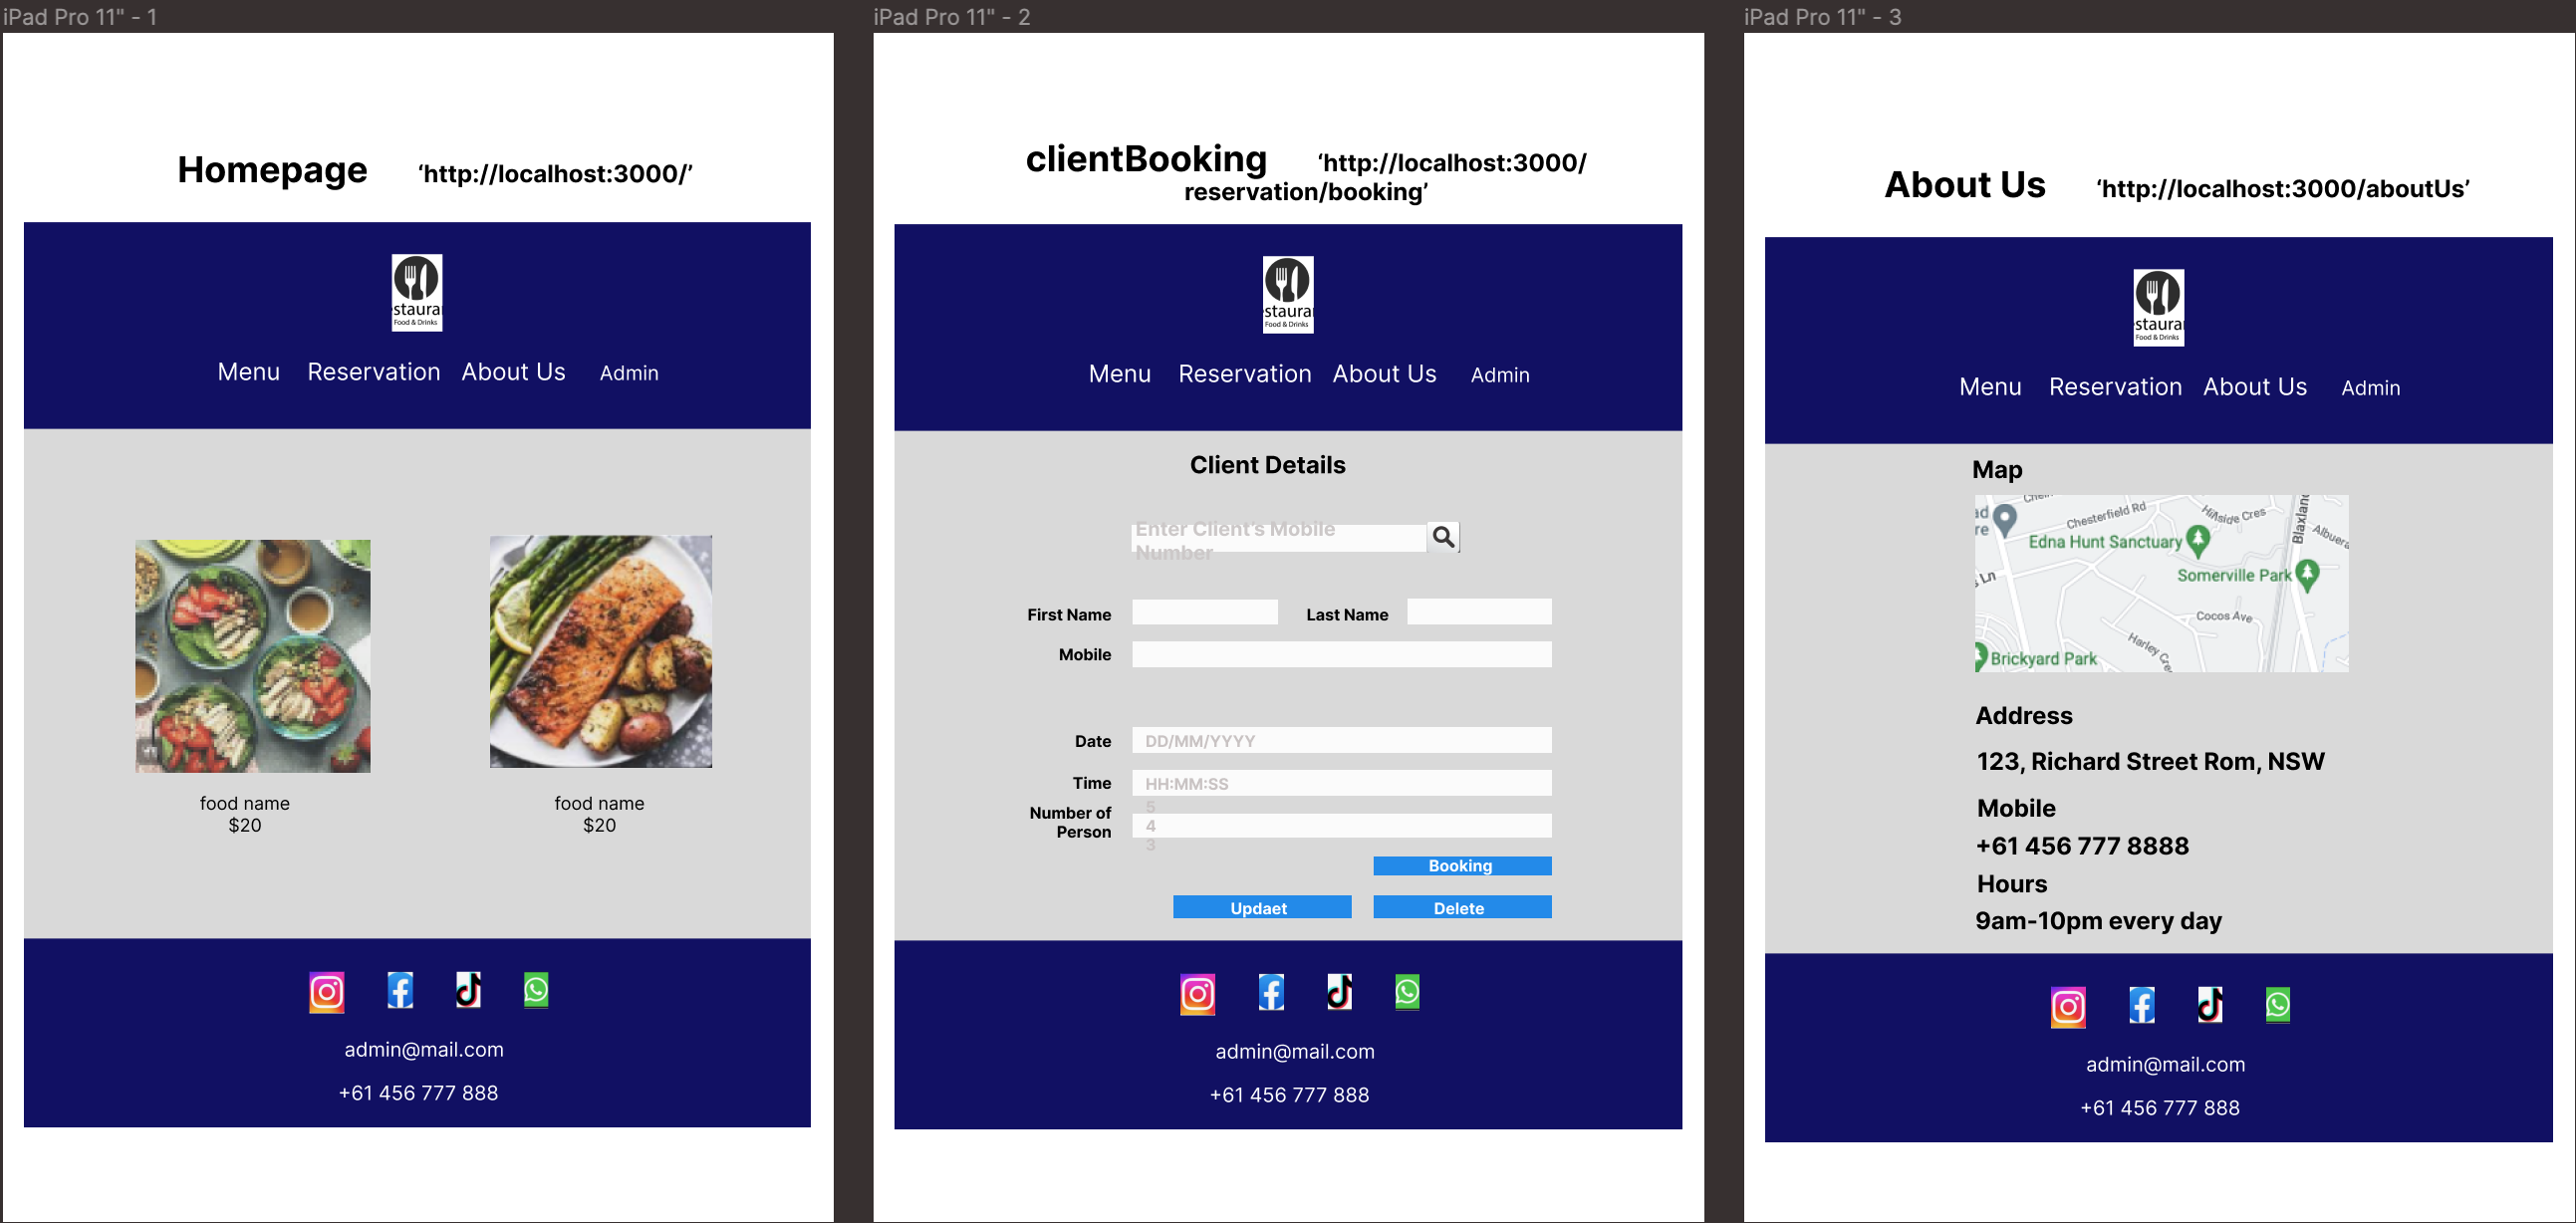 iPad Pro 11" - 1
Homepage ‘http://localhost:3000/’
staura
Food & Drinks
Menu Reservation About Us Admin
food name
$20
food name
$20
admin@mail.com
+61 456 777 888
iPad Pro 11" - 2
clientBooking ‘http://localhost:3000/
reservation/booking’
staura
Food & Drinks
Menu Reservation About Us Admin
Client Details
Enter Client's Mobile
Number
First Name
Last Name
Mobile
Date DD/MM/YYYY
Time HH:MM:SS
Number of
Person
5
4
3
Booking
Updaet Delete
admin@mail.com
+61 456 777 888
iPad Pro 11" - 3
About Us ‘http://localhost:3000/aboutUs’
staura
Food & Drinks
Menu Reservation About Us Admin
Map
ad
re
Chesterfield Rd
Hillside Cres
Blaxland
Albuera
Edna Hunt Sanctuary
Somerville Park
s Ln
Cocos Ave
Harley Cre
Brickyard Park
Address
123, Richard Street Rom, NSW
Mobile
+61 456 777 8888
Hours
9am-10pm every day
admin@mail.com
+61 456 777 888